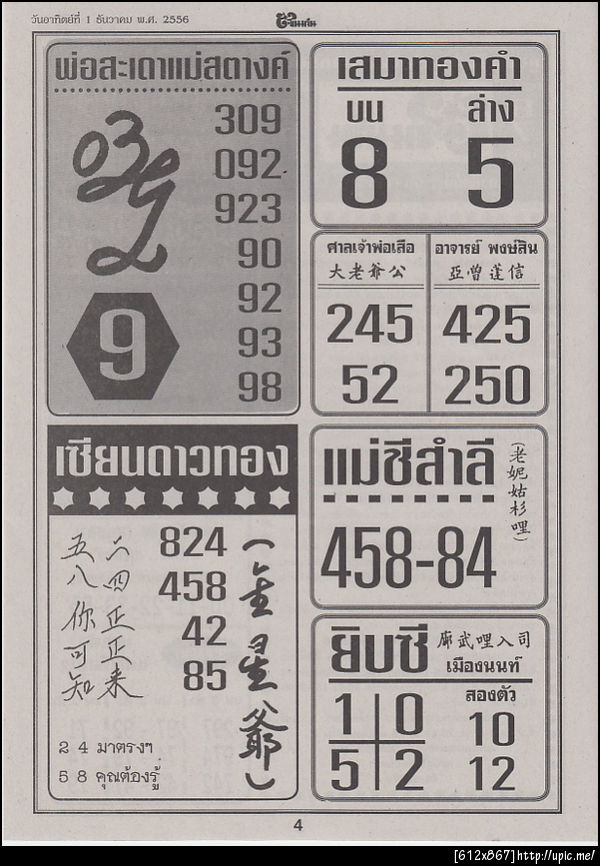 วันอาทิตย์ที่ 1 ธันวาคม พ.ศ. 2556
พ่อสะเดาแม่สตางค์
309
092
923
90
92
93
98
9
เสมาทองคำ
บน ล่าง
8 5
ศาลเจ้าพ่อเสือ
大老爺公
245
52
อาจารย์ พงษ์สิน
亞曾蓬信
425
250
เซียนดาวทอง
二四正正来
五八你可知
824
458
42
85
(金星爺)
2 4 มาตรงๆ
5 8 คุณต้องรู้
แม่ชีสำลี
(老妮姑杉哩)
458-84
ยิบซี
廊武哩入司
เมืองนนท์
1 0
5 2
สองตัว
10
12
4
[612x867]http://upic.me/